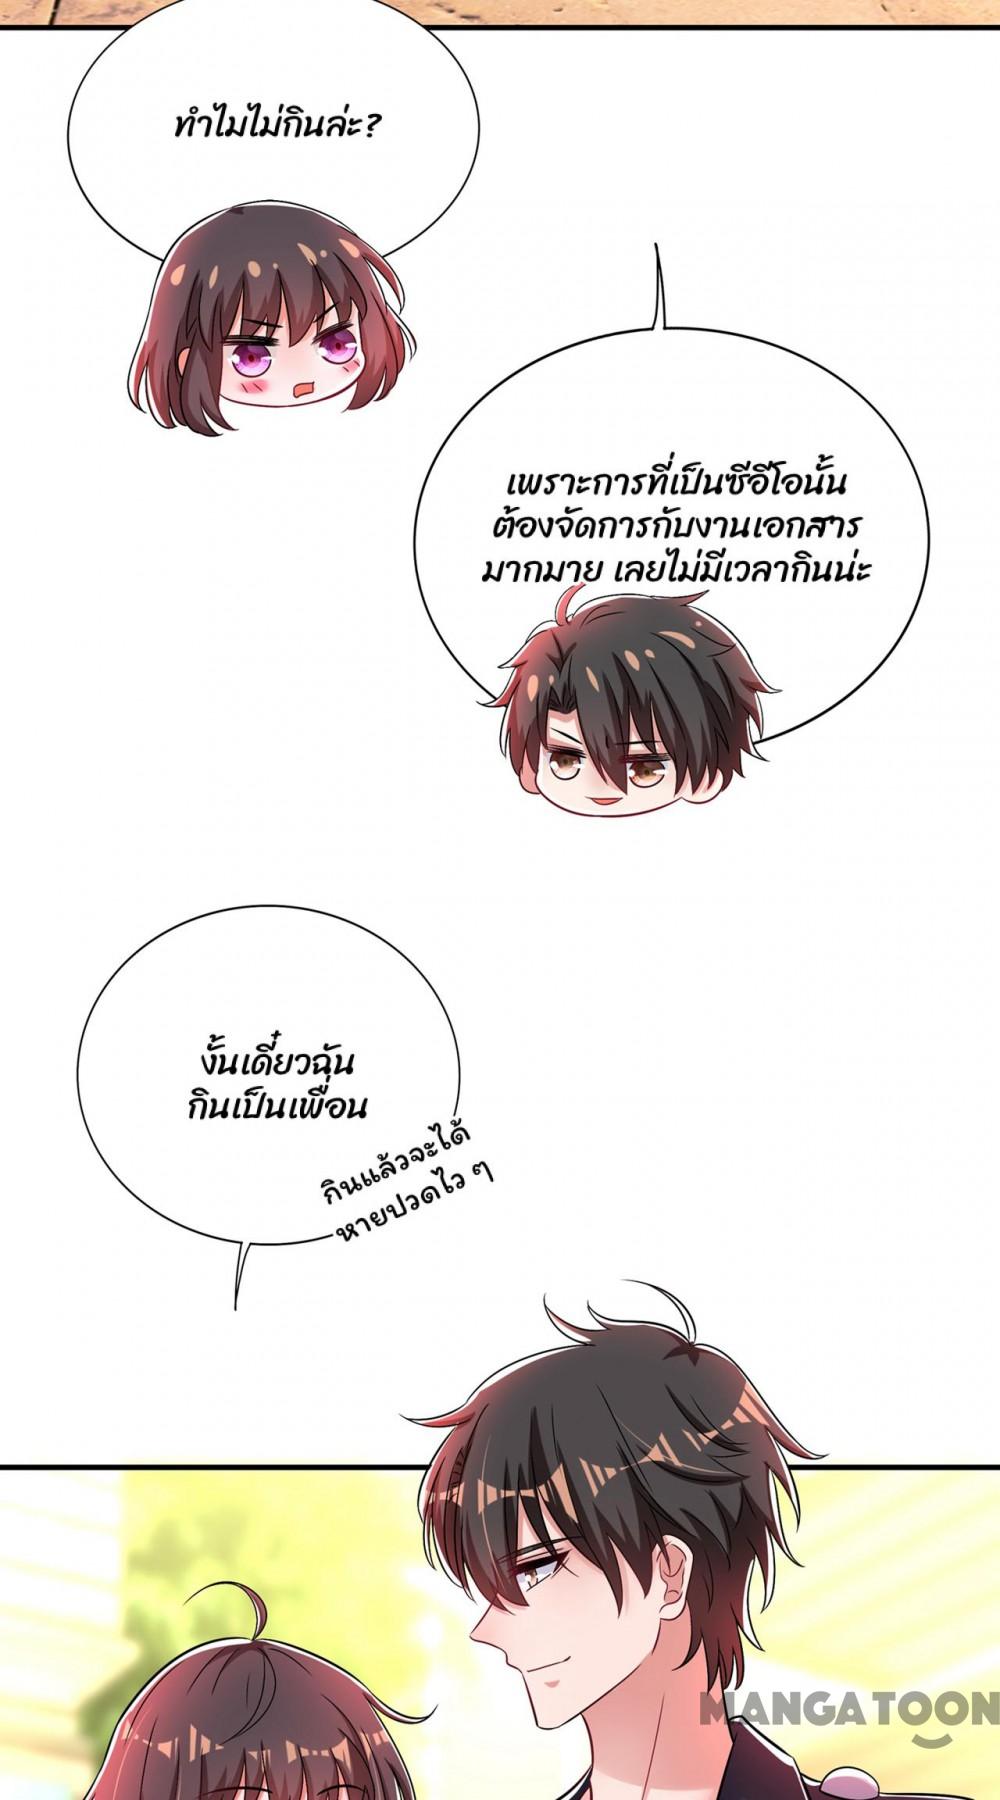 ทำไมไม่กินล่ะ?
เพราะการที่เป็นซีอีโอนั้น
ต้องจัดการกับงานเอกสาร
มากมาย เลยไม่มีเวลากินน่ะ
งั้นเดี๋ยวฉัน
กินเป็นเพื่อน
กินแล้วจะได้
หายปวดไว ๆ
MANGATOON